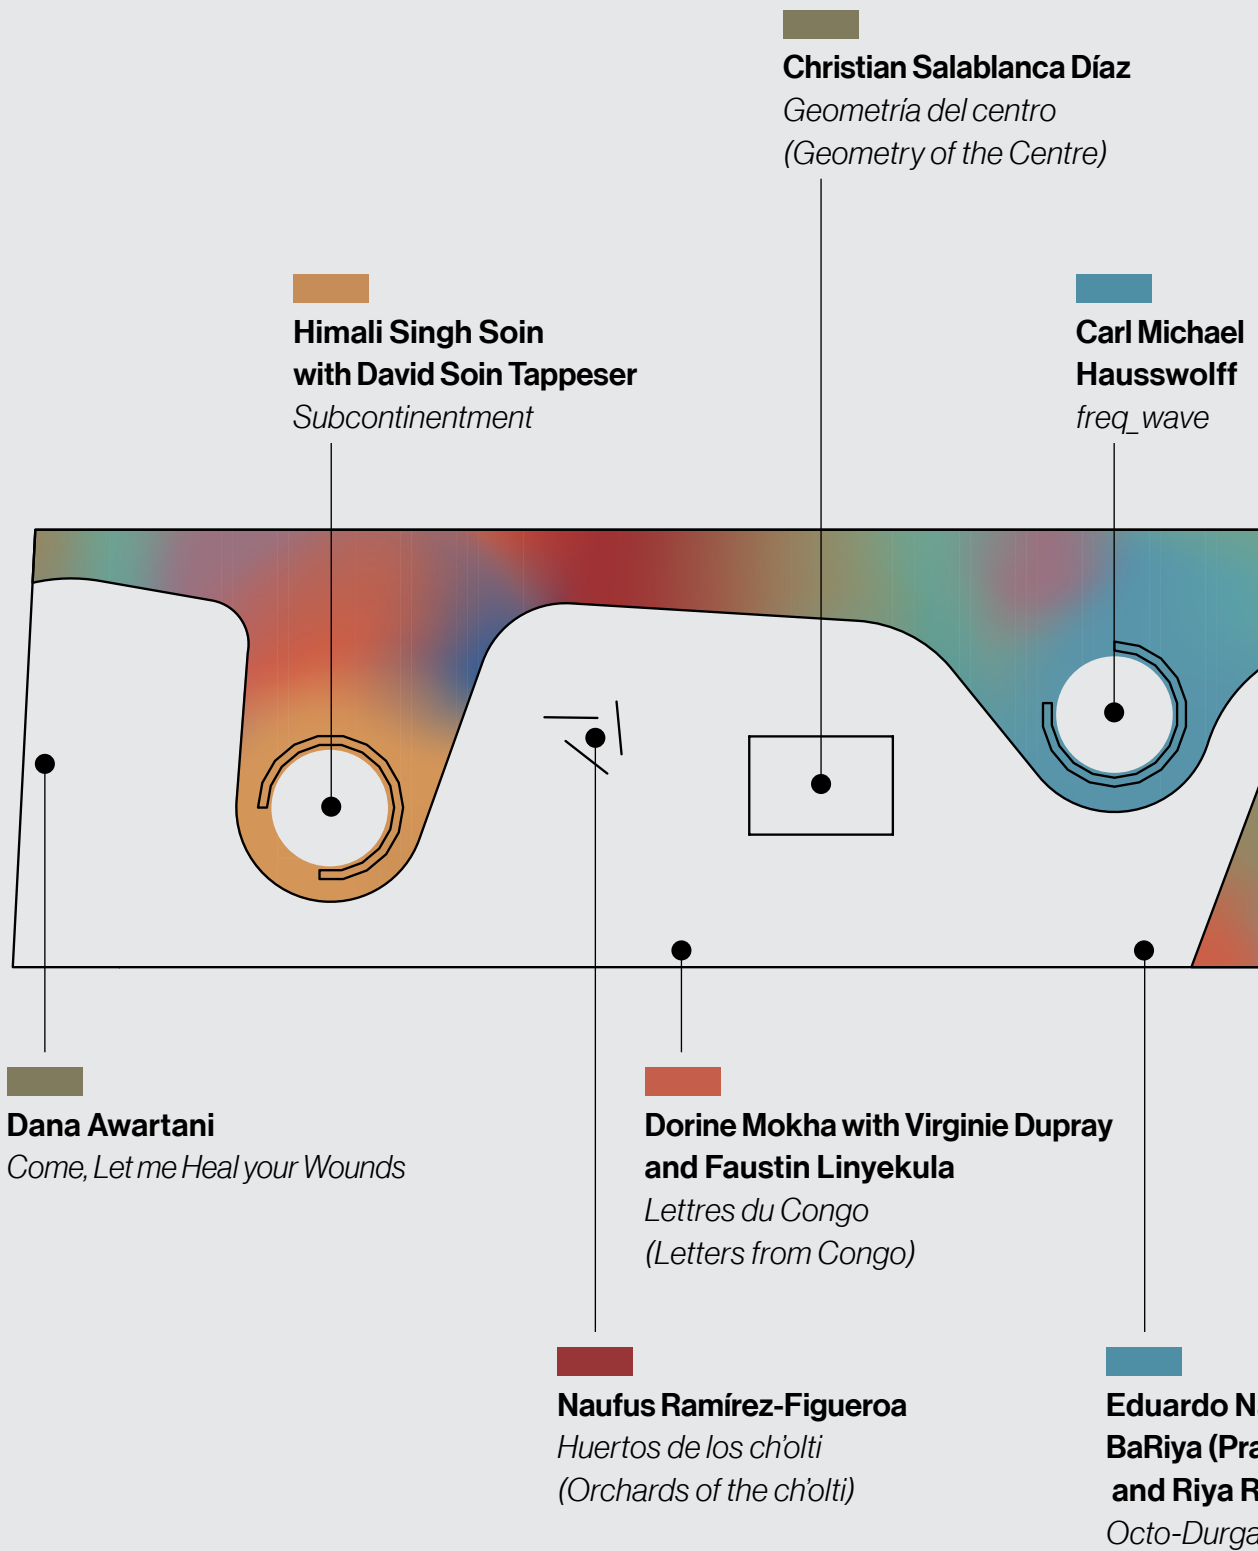 Christian Salablanca Díaz
Geometría del centro
(Geometry of the Centre)
Himali Singh Soin
with David Soin Tappeser
Subcontinentment
Carl Michael
Hausswolff
freq_wave
Dana Awartani
Come, Let me Heal your Wounds
Dorine Mokha with Virginie Dupray
and Faustin Linyekula
Lettres du Congo
(Letters from Congo)
Naufus Ramírez-Figueroa
Huertos de los ch’olti
(Orchards of the ch’olti)
Eduardo
BaRiya
and Riya
Octo-Durga